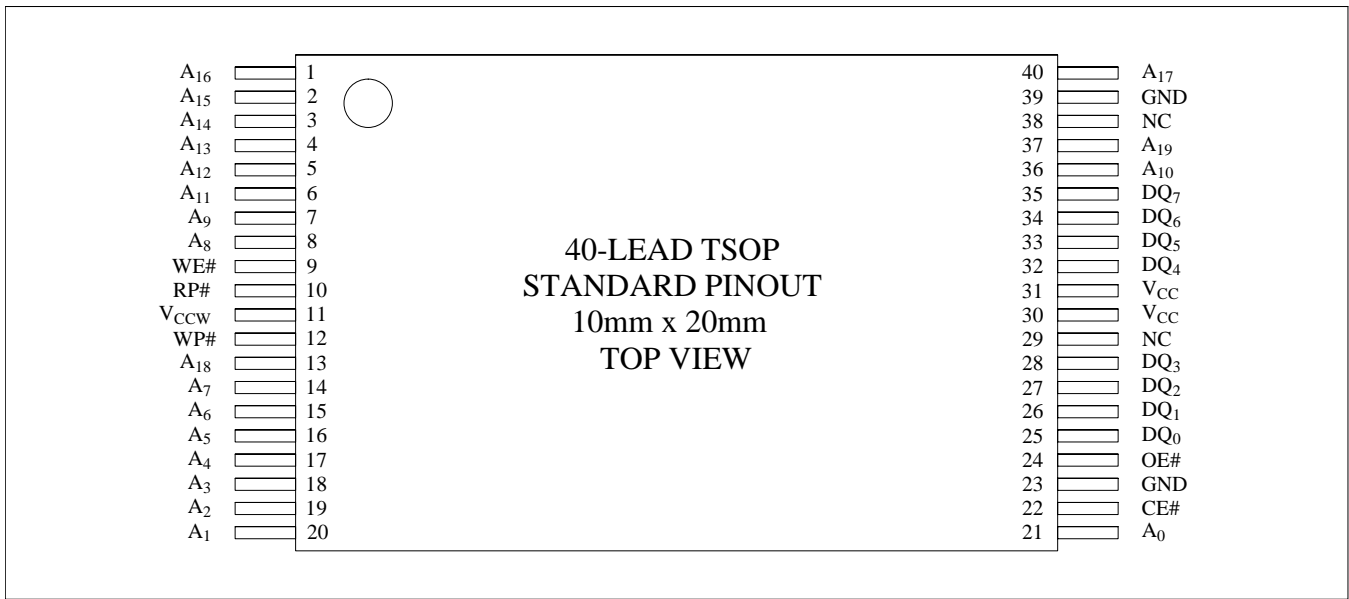 A16 1 40 A17
A15 2 39 GND
A14 3 38 NC
A13 4 37 A19
A12 5 36 A10
A11 6 35 DQ7
A9 7 34 DQ6
A8 8 33 DQ5
WE# 9 32 DQ4
RP# 10 31 VCC
VCCW 11 30 VCC
WP# 12 29 NC
A18 13 28 DQ3
A7 14 27 DQ2
A6 15 26 DQ1
A5 16 25 DQ0
A4 17 24 OE#
A3 18 23 GND
A2 19 22 CE#
A1 20 21 A0
40-LEAD TSOP
STANDARD PINOUT
10mm x 20mm
TOP VIEW